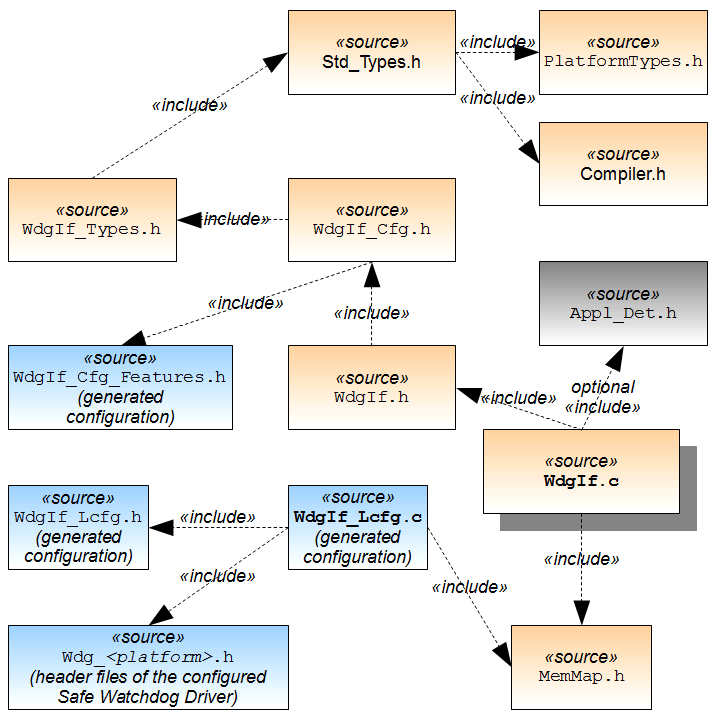 «source»
Std_Types.h
«include»
«source»
PlatformTypes.h
«include»
«include»
«source»
Compiler.h
«source»
WdgIf_Types.h
«include»
«source»
WdgIf_Cfg.h
«include»
«include»
«source»
Appl_Det.h
«source»
WdgIf_Cfg_Features.h
(generated
configuration)
«source»
WdgIf.h
«include»
optional
«include»
«source»
WdgIf.c
«source»
WdgIf_Lcfg.h
(generated
configuration)
«include»
«source»
WdgIf_Lcfg.c
(generated
configuration)
«include»
«include»
«include»
«source»
Wdg_<platform>.h
(header files of the configured
Safe Watchdog Driver)
«source»
MemMap.h